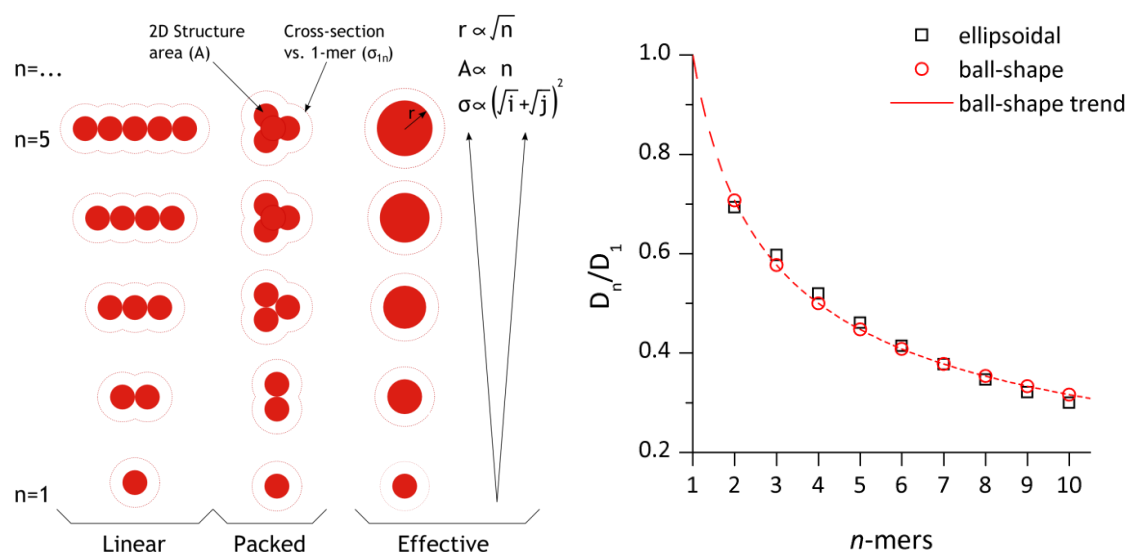 2D Structure
area (A)
Cross-section
vs. 1-mer (σ₁ₙ)
r ∝ √n
A ∝ n
σ ∝ (√i + √j)²
n=...
n=5
r
n=1
Linear
Packed
Effective
ellipsoidal
ball-shape
ball-shape trend
Dₙ/D₁
1.0
0.8
0.6
0.4
0.2
1 2 3 4 5 6 7 8 9 10
n-mers